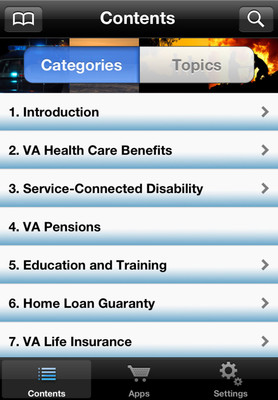 Contents
Categories
Topics
1. Introduction
2. VA Health Care Benefits
3. Service-Connected Disability
4. VA Pensions
5. Education and Training
6. Home Loan Guaranty
7. VA Life Insurance
Contents
Apps
Settings